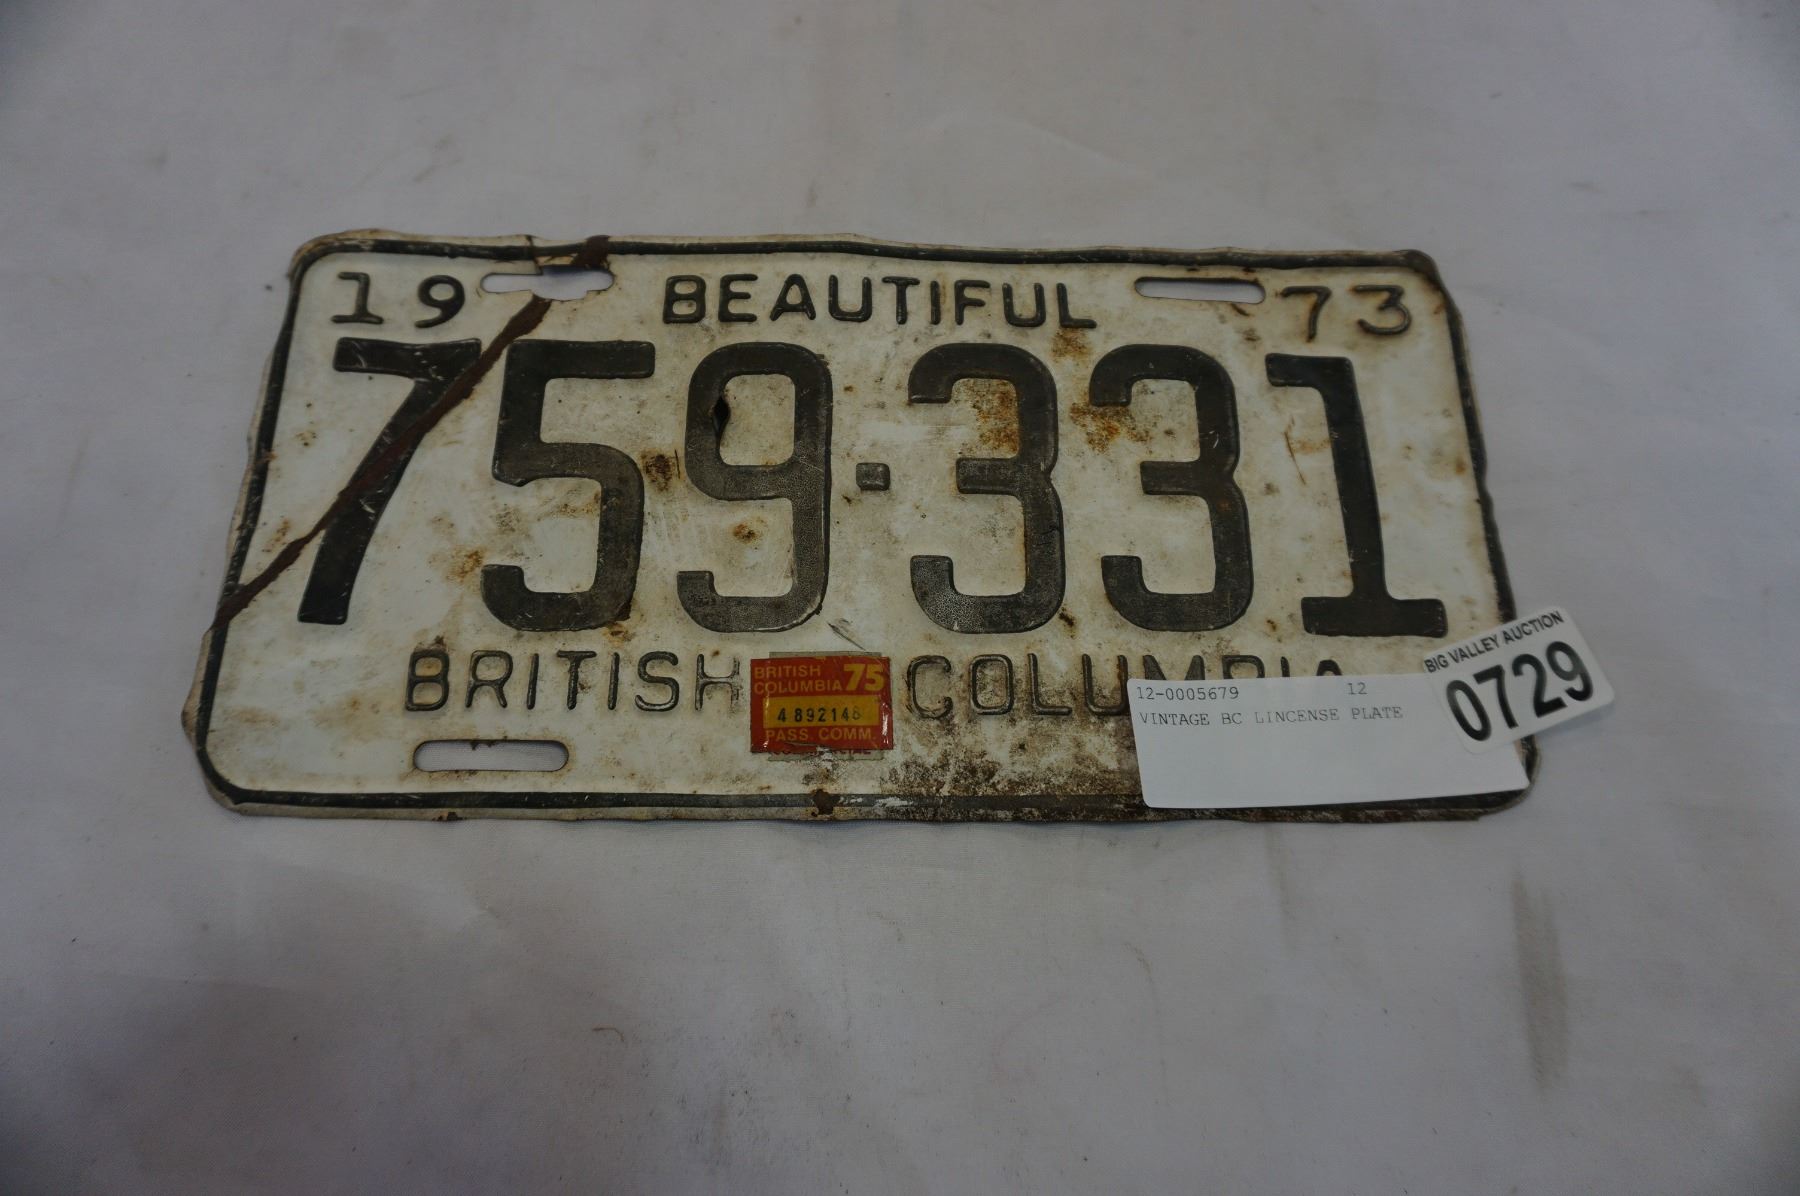 19 BEAUTIFUL 73
759-331
BRITISH COLUMBIA
BRITISH 75
COLUMBIA
4 892148
PASS. COMM.
12-0005679 12
VINTAGE BC LINCENSE PLATE
BIG VALLEY AUCTION
0729